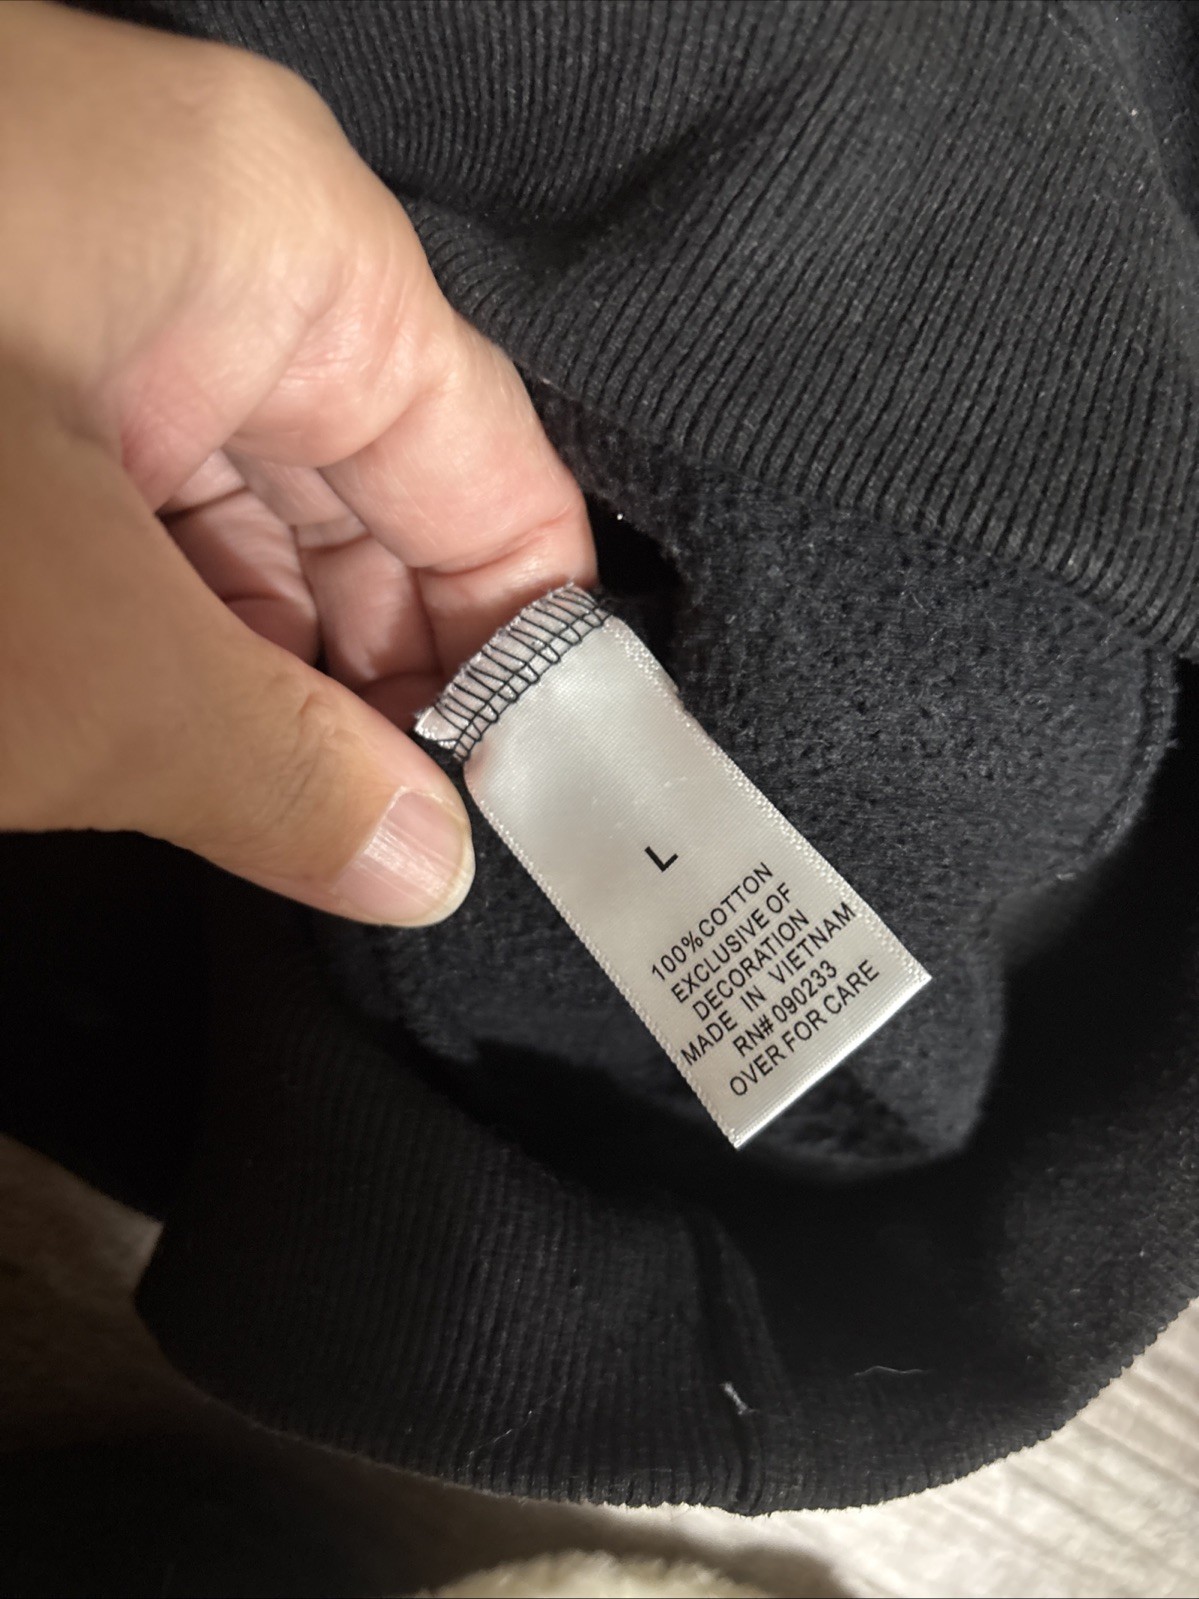 L
100%COTTON
EXCLUSIVE OF
DECORATION
MADE IN VIETNAM
RN# 090233
OVER FOR CARE